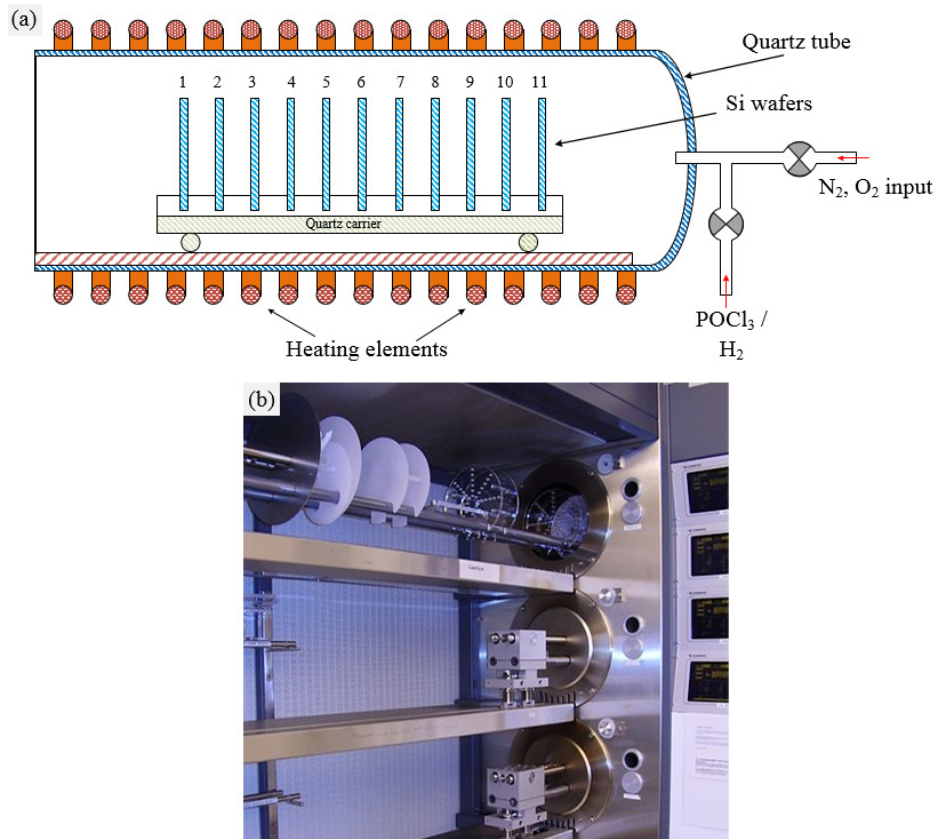 (a)
Quartz tube
1 2 3 4 5 6 7 8 9 10 11
Si wafers
N₂, O₂ input
Quartz carrier
POCl₃ /
H₂
Heating elements
(b)